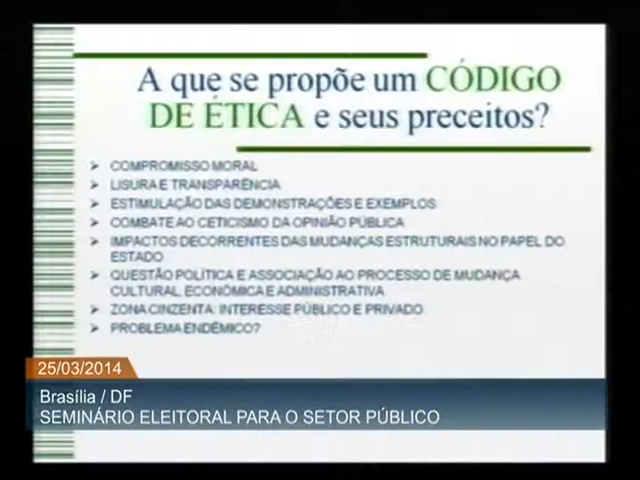 A que se propõe um CÓDIGO
DE ÉTICA e seus preceitos?
COMPROMISSO MORAL
LISURA E TRANSPARÊNCIA
ESTIMULAÇÃO DAS DEMONSTRAÇÕES E EXEMPLOS
COMBATE AO CETICISMO DA OPINIÃO PÚBLICA
IMPACTOS DECORRENTES DAS MUDANÇAS ESTRUTURAIS NO PAPEL DO
ESTADO
QUESTÃO POLÍTICA E ASSOCIAÇÃO AO PROCESSO DE MUDANÇA
CULTURAL, ECONÔMICA E ADMINISTRATIVA
ZONA CINZENTA: INTERESSE PÚBLICO E PRIVADO
PROBLEMA ENDÊMICO?
25/03/2014
Brasília / DF
SEMINÁRIO ELEITORAL PARA O SETOR PÚBLICO